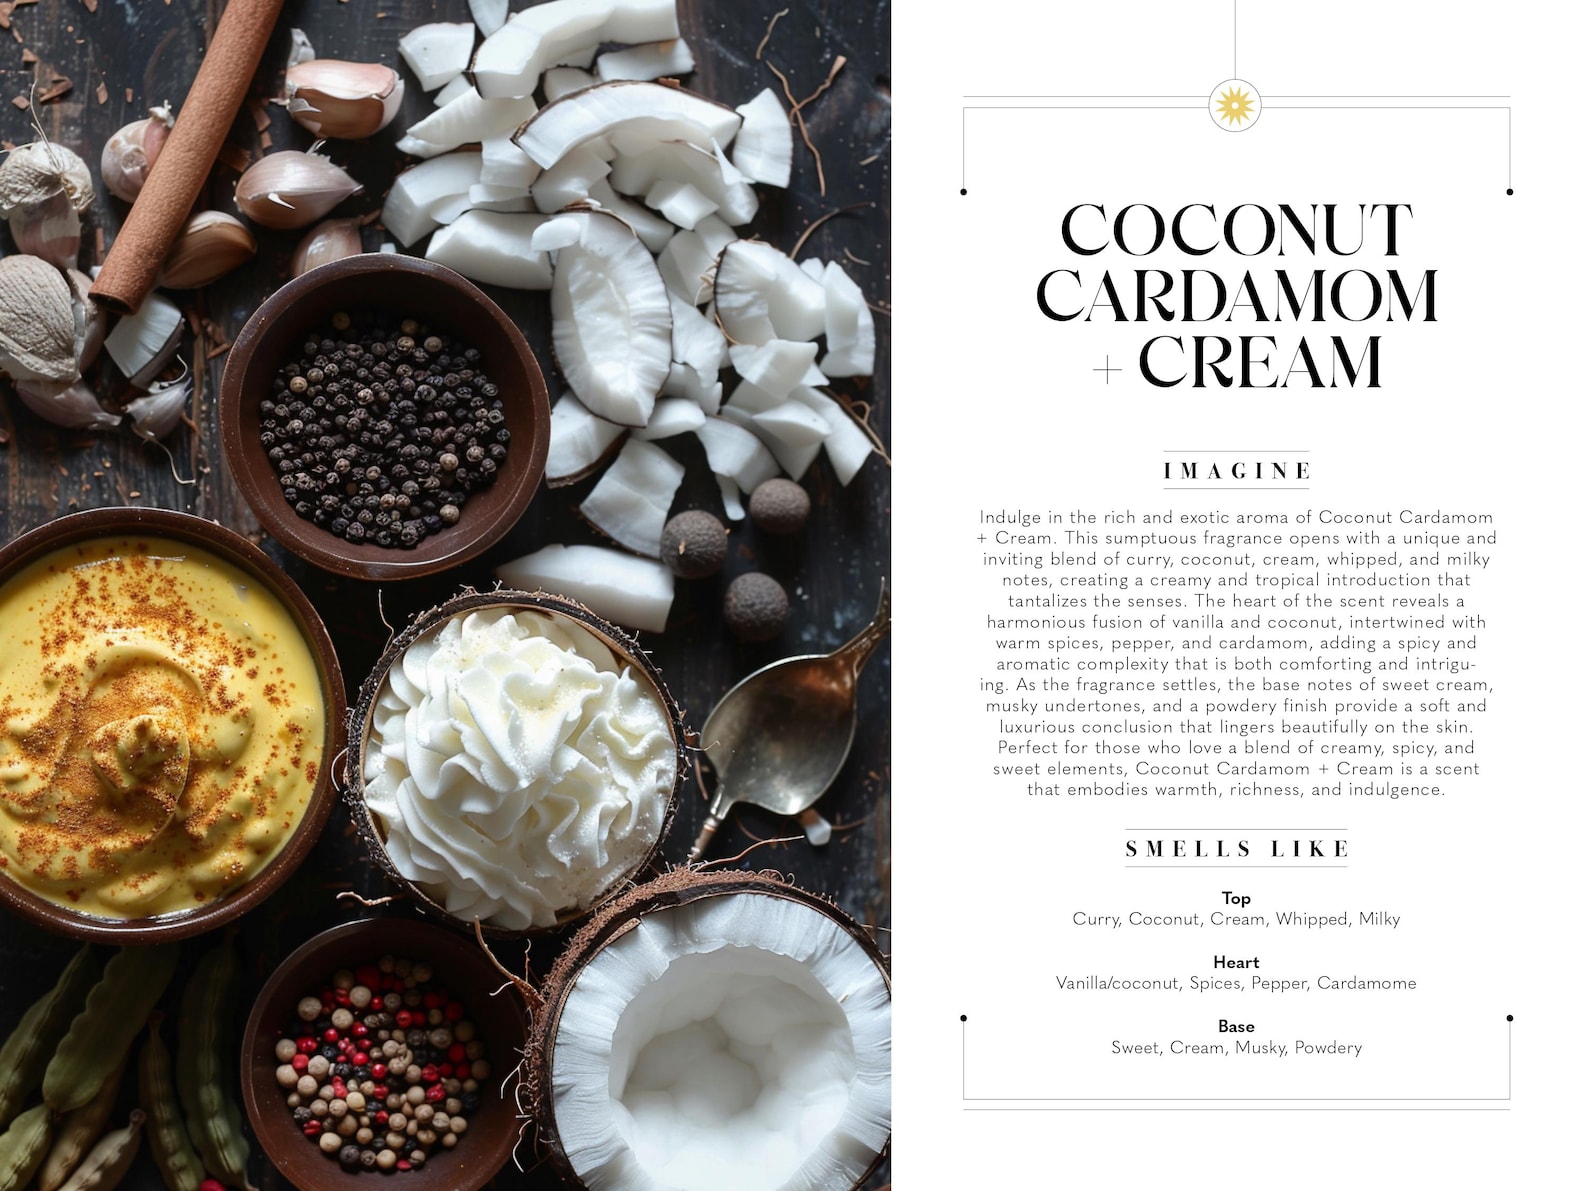 COCONUT
CARDAMOM
+ CREAM
IMAGINE
Indulge in the rich and exotic aroma of Coconut Cardamom
+ Cream. This sumptuous fragrance opens with a unique and
inviting blend of curry, coconut, cream, whipped, and milky
notes, creating a creamy and tropical introduction that
tantalizes the senses. The heart of the scent reveals a
harmonious fusion of vanilla and coconut, intertwined with
warm spices, pepper, and cardamom, adding a spicy and
aromatic complexity that is both comforting and intrigu-
ing. As the fragrance settles, the base notes of sweet cream,
musky undertones, and a powdery finish provide a soft and
luxurious conclusion that lingers beautifully on the skin.
Perfect for those who love a blend of creamy, spicy, and
sweet elements, Coconut Cardamom + Cream is a scent
that embodies warmth, richness, and indulgence.
SMELLS LIKE
Top
Curry, Coconut, Cream, Whipped, Milky
Heart
Vanilla/coconut, Spices, Pepper, Cardamome
Base
Sweet, Cream, Musky, Powdery